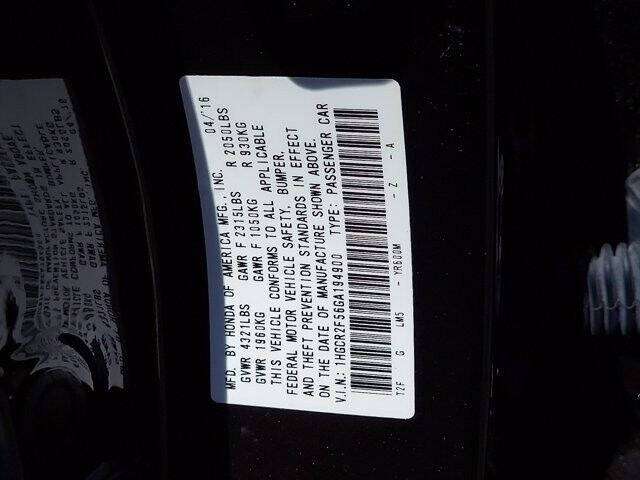 MFD. BY HONDA OF AMERICA MFG., INC. 04/'16
GVWR 4321LBS GAWR F 2315LBS R 2050LBS
GVWR 1960KG GAWR F 1050KG R 930KG
THIS VEHICLE CONFORMS TO ALL APPLICABLE
FEDERAL MOTOR VEHICLE SAFETY, BUMPER,
AND THEFT PREVENTION STANDARDS IN EFFECT
ON THE DATE OF MANUFACTURE SHOWN ABOVE.
V.I.N.: 1HGCR2F56GA194900 TYPE: PASSENGER CAR
T2F G LM5 - YR600M - Z - A